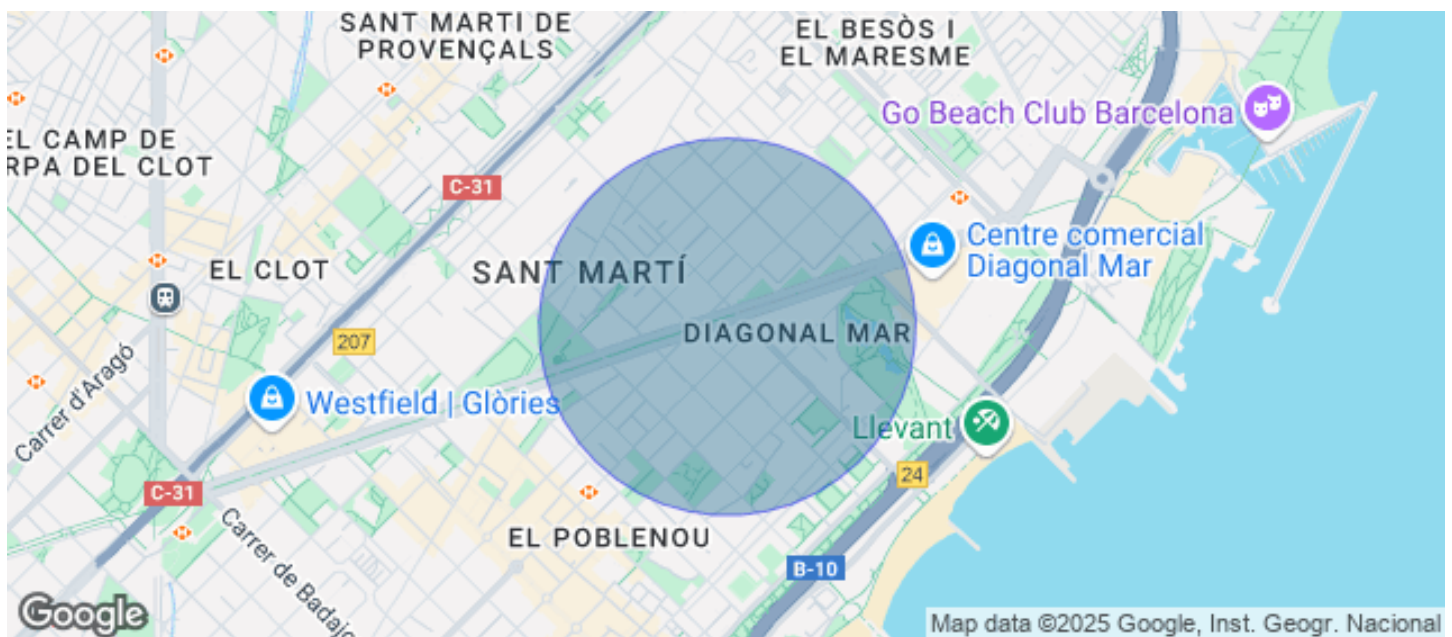 SANT MARTÍ DE
PROVENÇALS
EL BESÒS I
EL MARESME
Go Beach Club Barcelona
EL CAMP DE
RPA DEL CLOT
C-31
Centre comercial
Diagonal Mar
EL CLOT
SANT MARTÍ
DIAGONAL MAR
207
Carrer d'Aragó
Westfield | Glòries
Llevant
24
C-31
EL POBLENOU
Carrer de Badajo
B-10
Google
Map data ©2025 Google, Inst. Geogr. Nacional